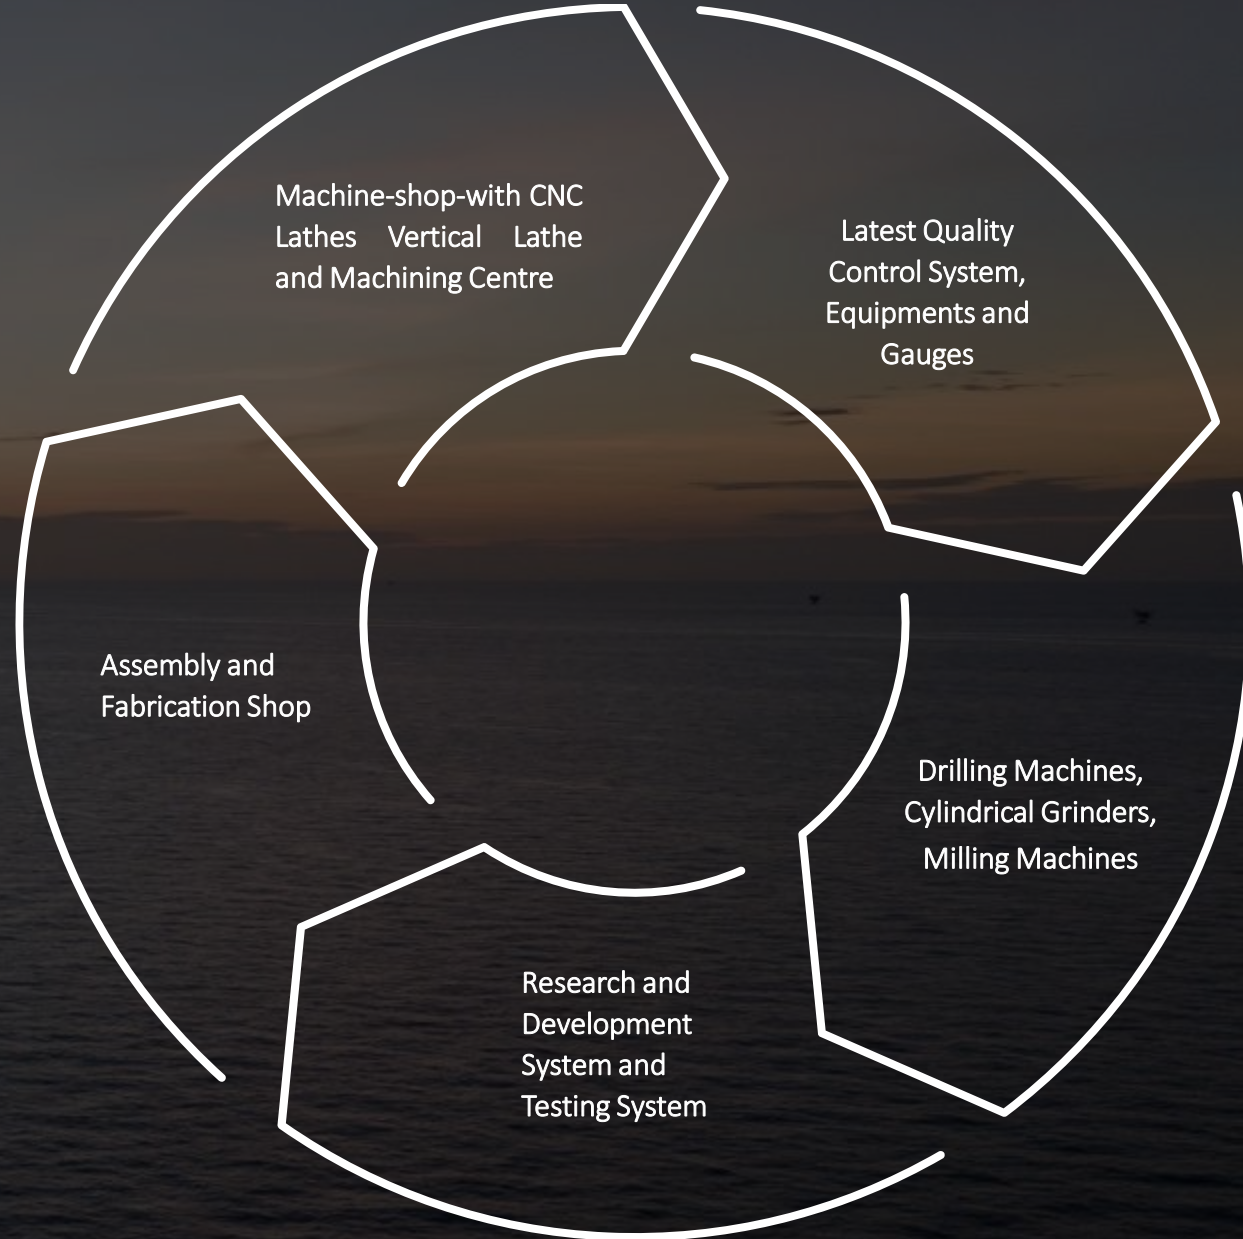 Machine-shop-with CNC
Lathes Vertical Lathe
and Machining Centre
Latest Quality
Control System,
Equipments and
Gauges
Drilling Machines,
Cylindrical Grinders,
Milling Machines
Research and
Development
System and
Testing System
Assembly and
Fabrication Shop